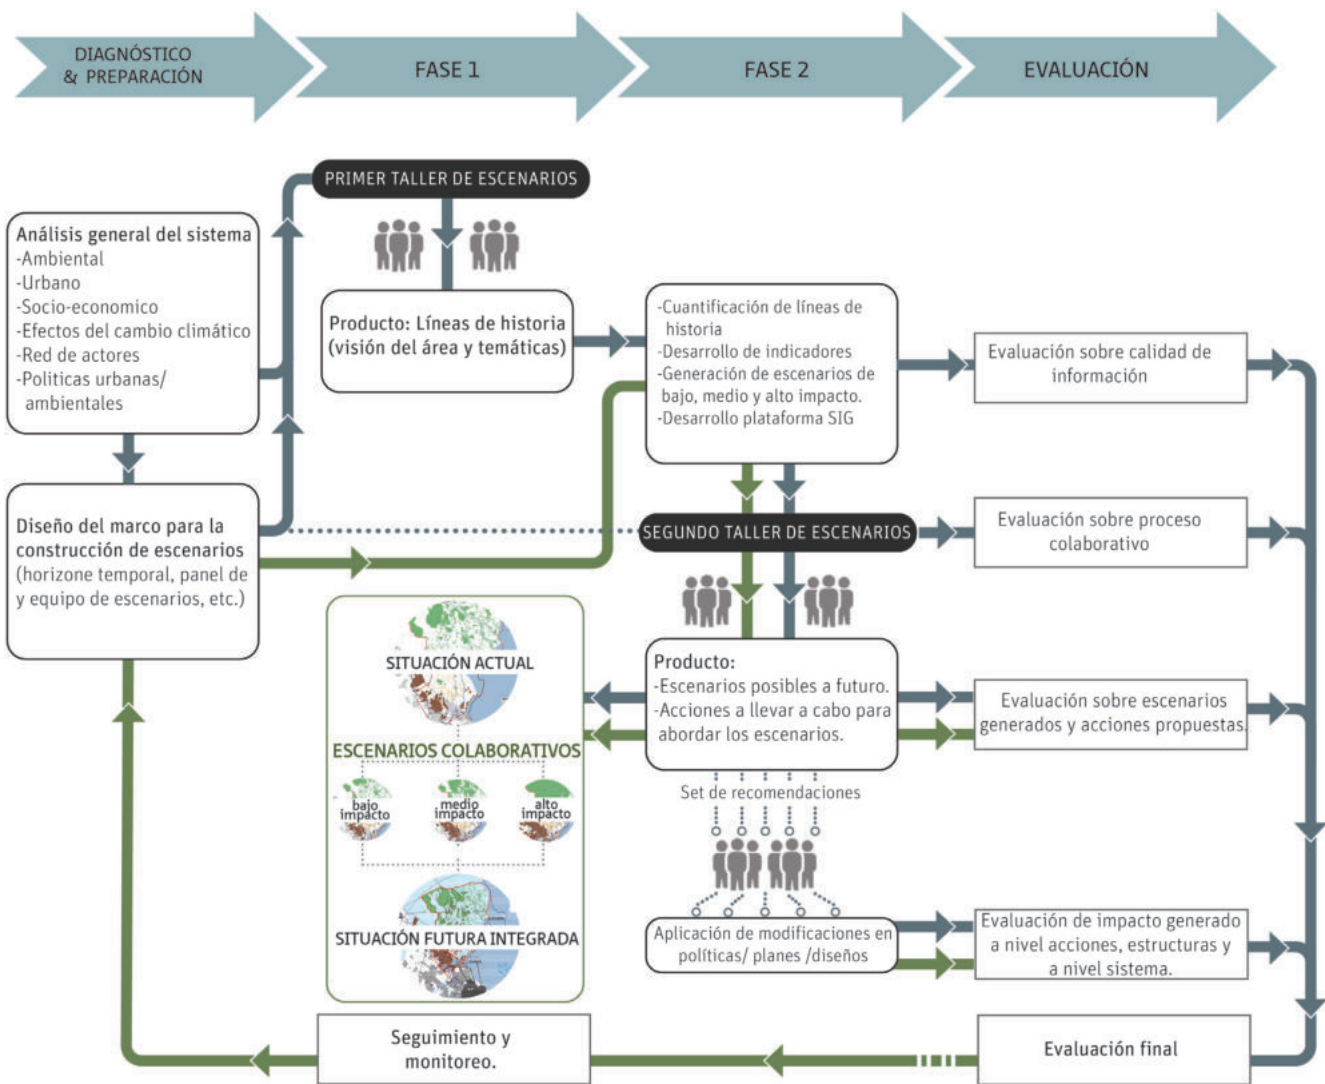 DIAGNÓSTICO
& PREPARACIÓN
FASE 1
FASE 2
EVALUACIÓN
PRIMER TALLER DE ESCENARIOS
Análisis general del sistema
-Ambiental
-Urbano
-Socio-economico
-Efectos del cambio climático
-Red de actores
-Politicas urbanas/
ambientales
Producto: Líneas de historia
(visión del área y temáticas)
-Cuantificación de líneas de
historia
-Desarrollo de indicadores
-Generación de escenarios de
bajo, medio y alto impacto.
-Desarrollo plataforma SIG
Evaluación sobre calidad de
información
Diseño del marco para la
construcción de escenarios
(horizone temporal, panel de
y equipo de escenarios, etc.)
SEGUNDO TALLER DE ESCENARIOS
Evaluación sobre proceso
colaborativo
SITUACIÓN ACTUAL
ESCENARIOS COLABORATIVOS
bajo
impacto
medio
impacto
alto
impacto
SITUACIÓN FUTURA INTEGRADA
Producto:
-Escenarios posibles a futuro.
-Acciones a llevar a cabo para
abordar los escenarios.
Evaluación sobre escenarios
generados y acciones propuestas.
Set de recomendaciones
Aplicación de modificaciones en
políticas/ planes /diseños
Evaluación de impacto generado
a nivel acciones, estructuras y
a nivel sistema.
Seguimiento y
monitoreo.
Evaluación final